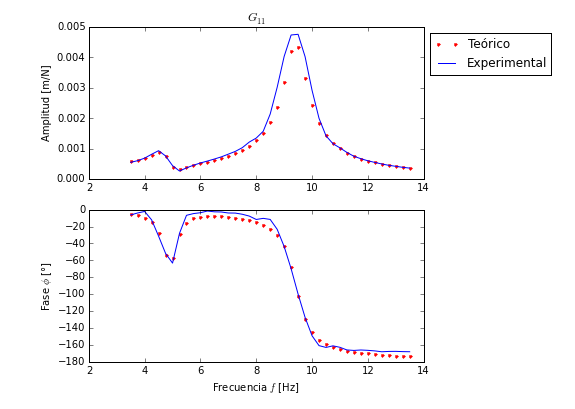 G₁₁
0.005
0.004
0.003
0.002
0.001
0.000
Amplitud [m/N]
2 4 6 8 10 12 14
Teórico
Experimental
0
−20
−40
−60
−80
−100
−120
−140
−160
−180
Fase ϕ [°]
2 4 6 8 10 12 14
Frecuencia f [Hz]